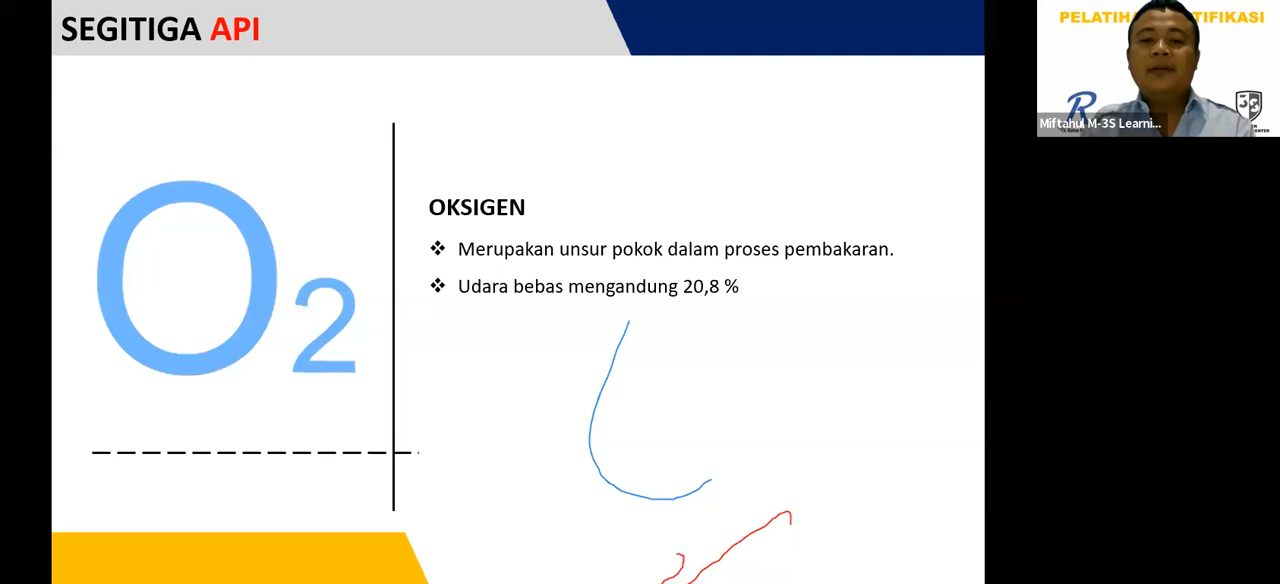 SEGITIGA API
O2
OKSIGEN
❖ Merupakan unsur pokok dalam proses pembakaran.
❖ Udara bebas mengandung 20,8 %
PELATIH TIFIKASI
R
Miftahul M-3S Learni...